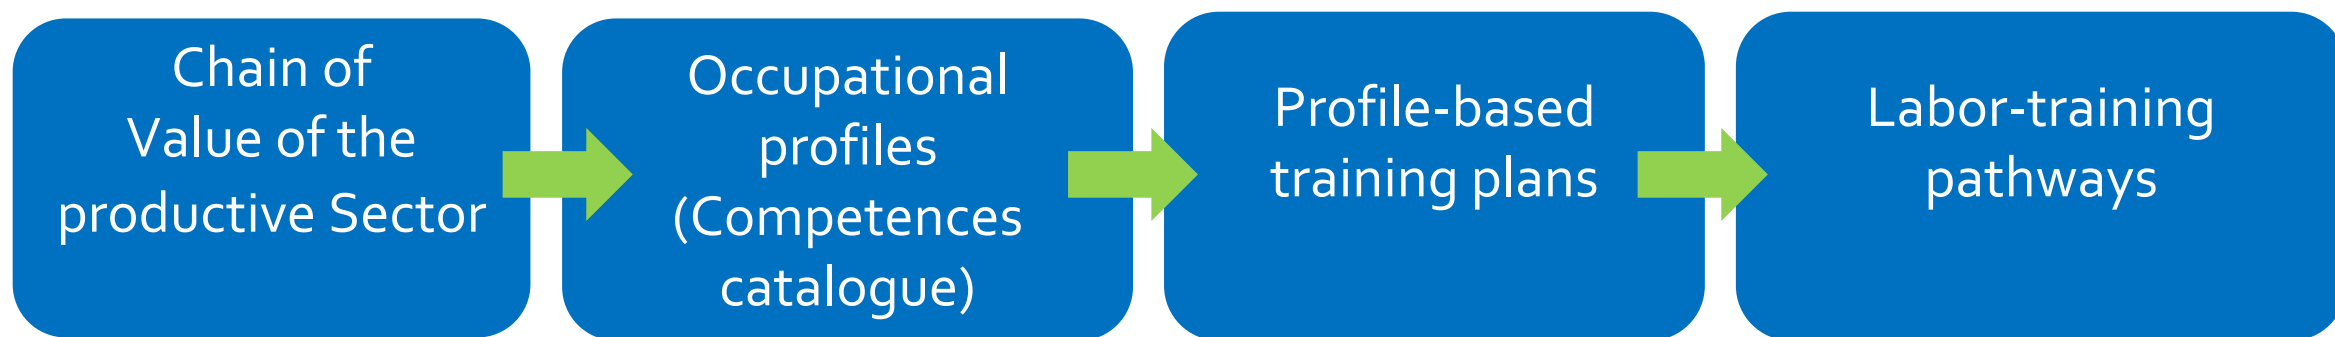 Chain of
Value of the
productive Sector
Occupational
profiles
(Competences
catalogue)
Profile-based
training plans
Labor-training
pathways